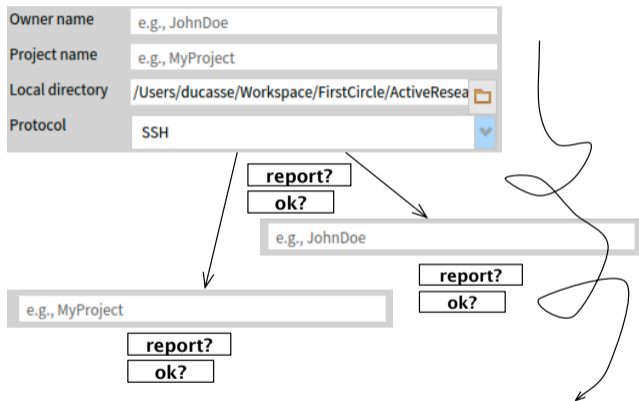 Owner name e.g., JohnDoe
Project name e.g., MyProject
Local directory /Users/ducasse/Workspace/FirstCircle/ActiveResea
Protocol SSH
report?
ok?
e.g., JohnDoe
report?
ok?
e.g., MyProject
report?
ok?